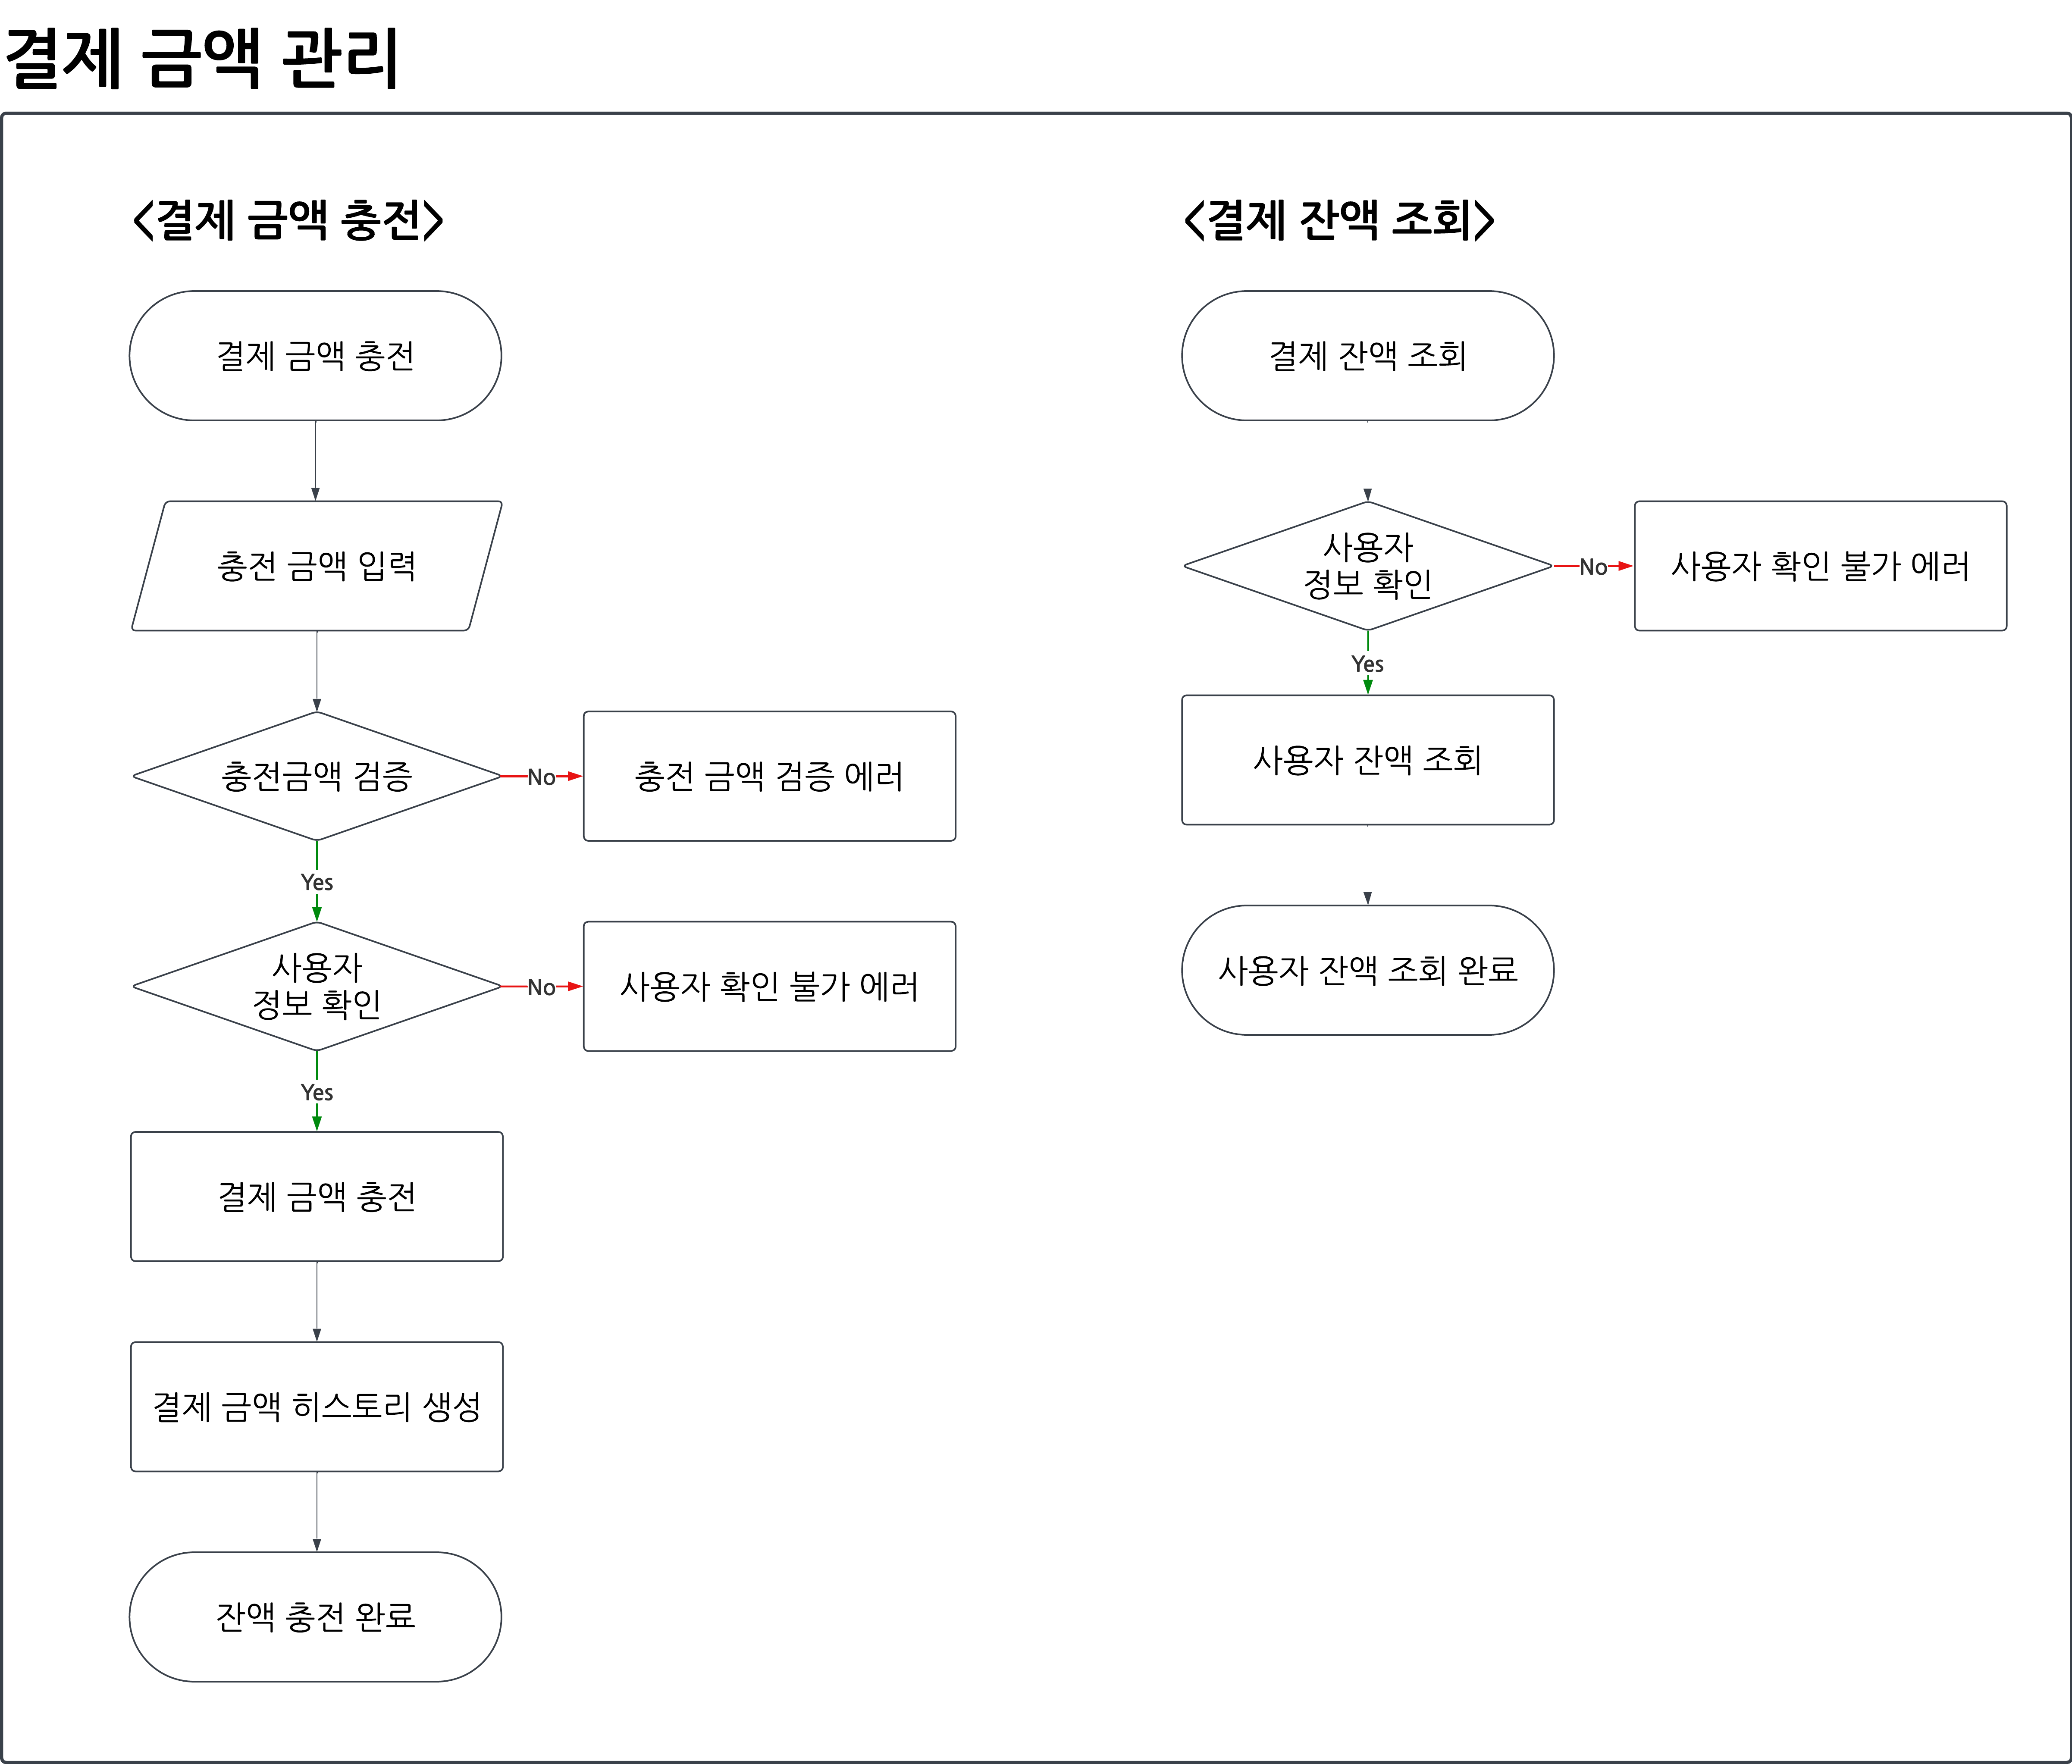 결제 금액 관리
<결제 금액 충전>
결제 금액 충전
충전 금액 입력
충전금액 검증
No
충전 금액 검증 에러
Yes
사용자
정보 확인
No
사용자 확인 불가 에러
Yes
결제 금액 충전
결제 금액 히스토리 생성
잔액 충전 완료
<결제 잔액 조회>
결제 잔액 조회
사용자
정보 확인
No
사용자 확인 불가 에러
Yes
사용자 잔액 조회
사용자 잔액 조회 완료